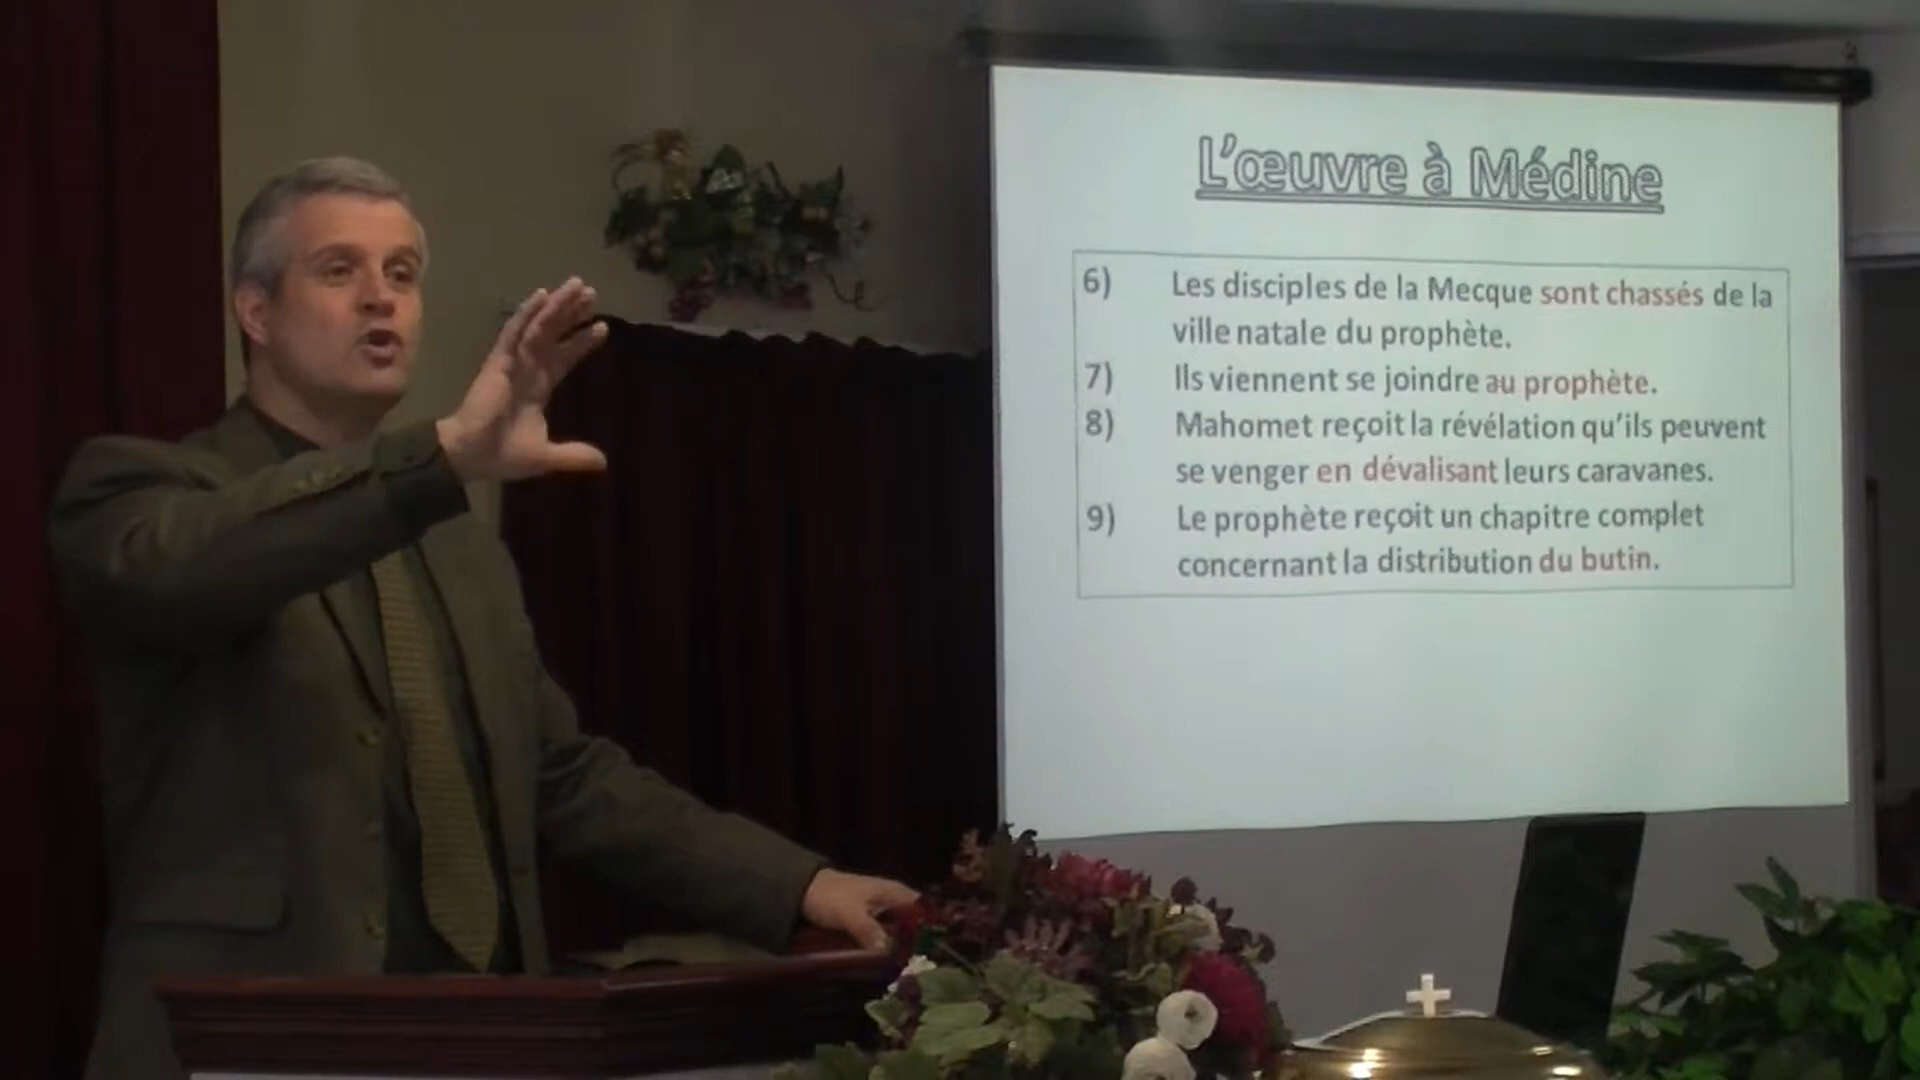 L'œuvre à Médine
6) Les disciples de la Mecque sont chassés de la
ville natale du prophète.
7) Ils viennent se joindre au prophète.
8) Mahomet reçoit la révélation qu'ils peuvent
se venger en dévalisant leurs caravanes.
9) Le prophète reçoit un chapitre complet
concernant la distribution du butin.